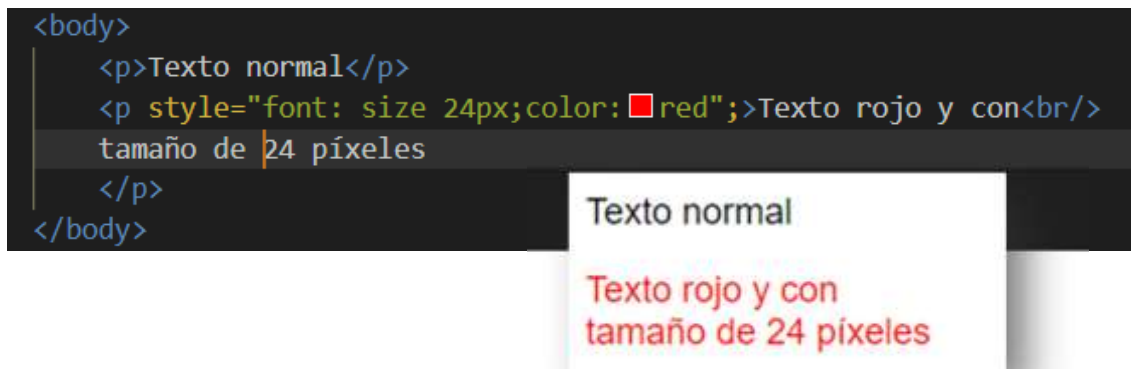 <body>
<p>Texto normal</p>
<p style="font: size 24px;color:red";>Texto rojo y con<br/>
tamaño de 24 píxeles
</p>
</body>
Texto normal
Texto rojo y con
tamaño de 24 píxeles